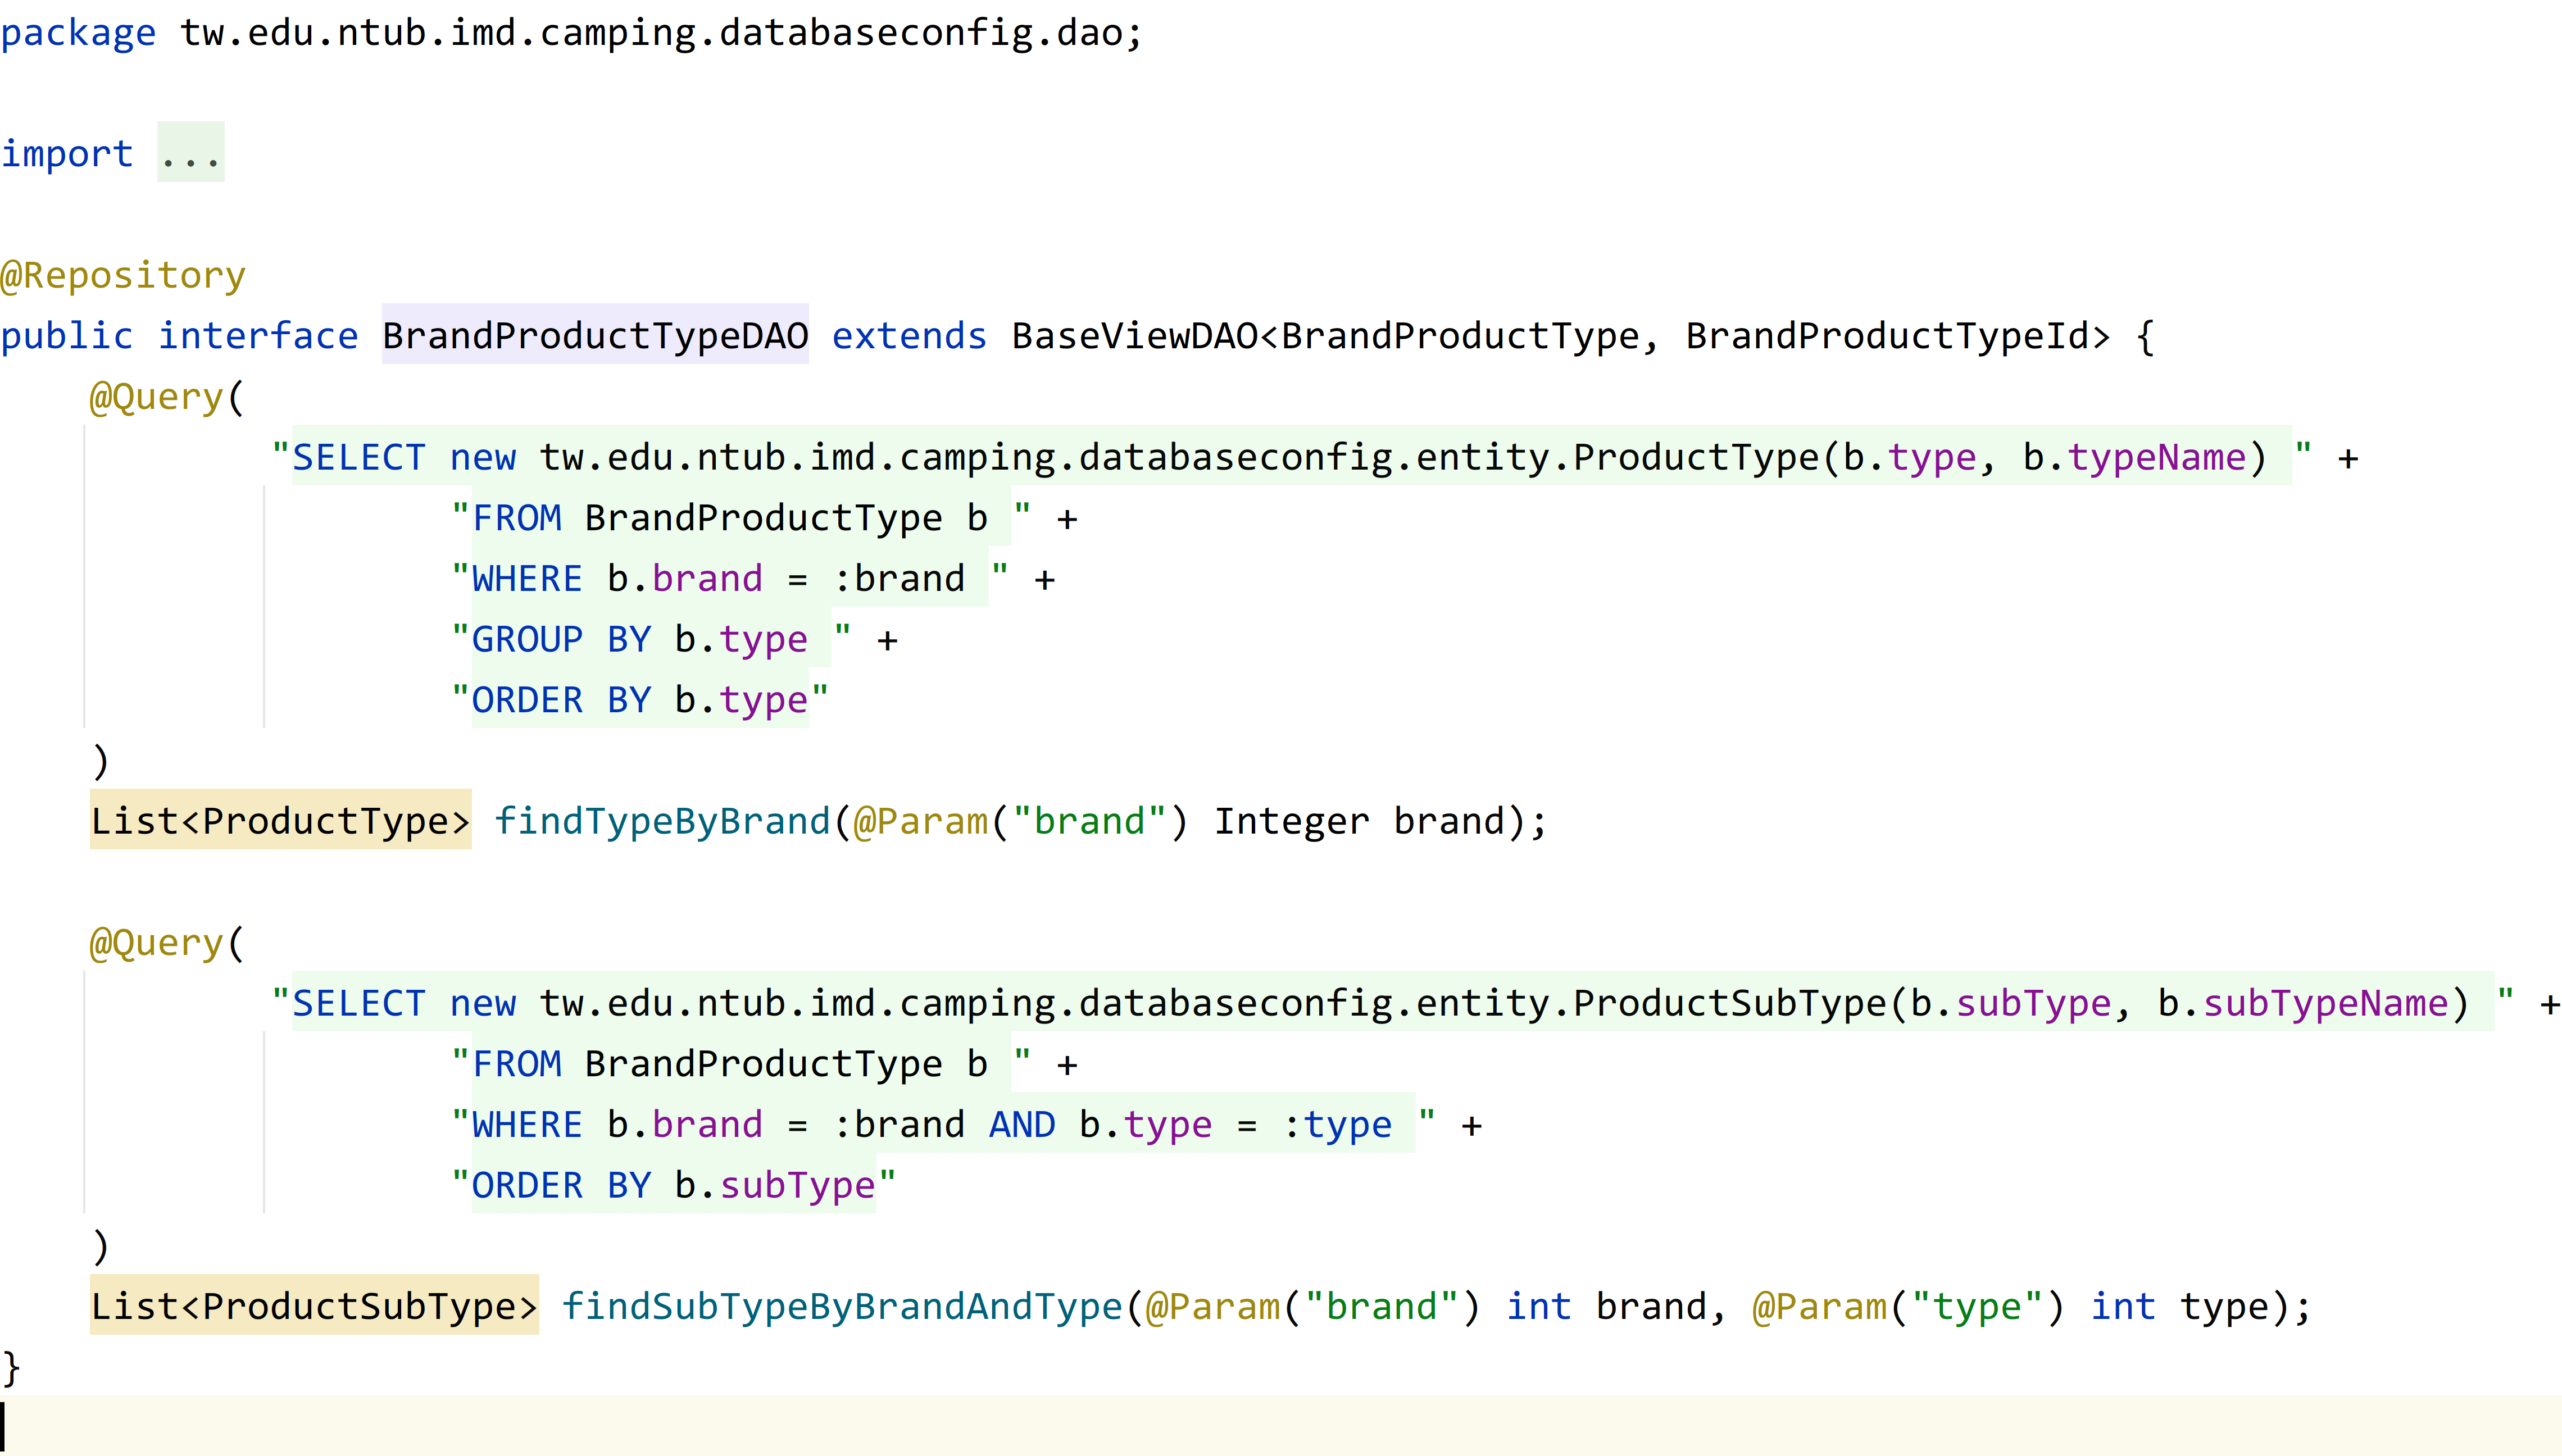 package tw.edu.ntub.imd.camping.databaseconfig.dao;
import ...
@Repository
public interface BrandProductTypeDAO extends BaseViewDAO<BrandProductType, BrandProductTypeId> {
@Query(
"SELECT new tw.edu.ntub.imd.camping.databaseconfig.entity.ProductType(b.type, b.typeName) " +
"FROM BrandProductType b " +
"WHERE b.brand = :brand " +
"GROUP BY b.type " +
"ORDER BY b.type"
)
List<ProductType> findTypeByBrand(@Param("brand") Integer brand);
@Query(
"SELECT new tw.edu.ntub.imd.camping.databaseconfig.entity.ProductSubType(b.subType, b.subTypeName) " +
"FROM BrandProductType b " +
"WHERE b.brand = :brand AND b.type = :type " +
"ORDER BY b.subType"
)
List<ProductSubType> findSubTypeByBrandAndType(@Param("brand") int brand, @Param("type") int type);
}